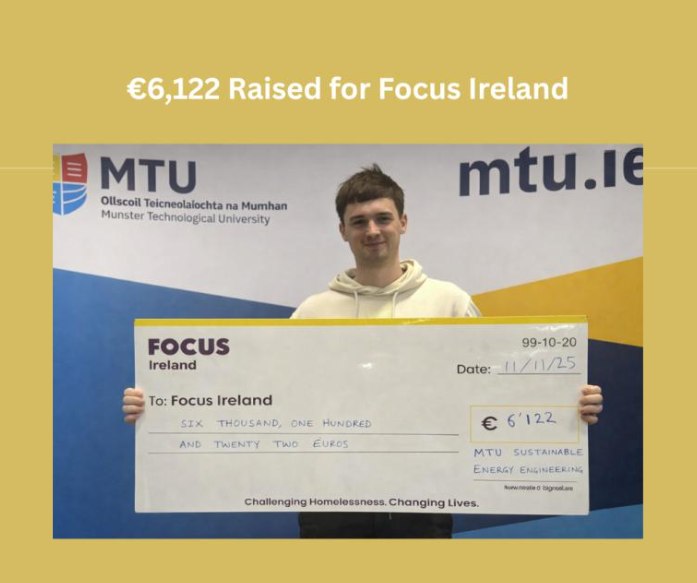 €6,122 Raised for Focus Ireland
MTU
Ollscoil Teicneolaíochta na Mumhan
Munster Technological University
mtu.ie
FOCUS
Ireland
99-10-20
Date: 11/11/25
To: Focus Ireland
SIX THOUSAND, ONE HUNDRED
AND TWENTY TWO EUROS
€ 6'122
MTU SUSTAINABLE
ENERGY ENGINEERING
Challenging Homelessness. Changing Lives.